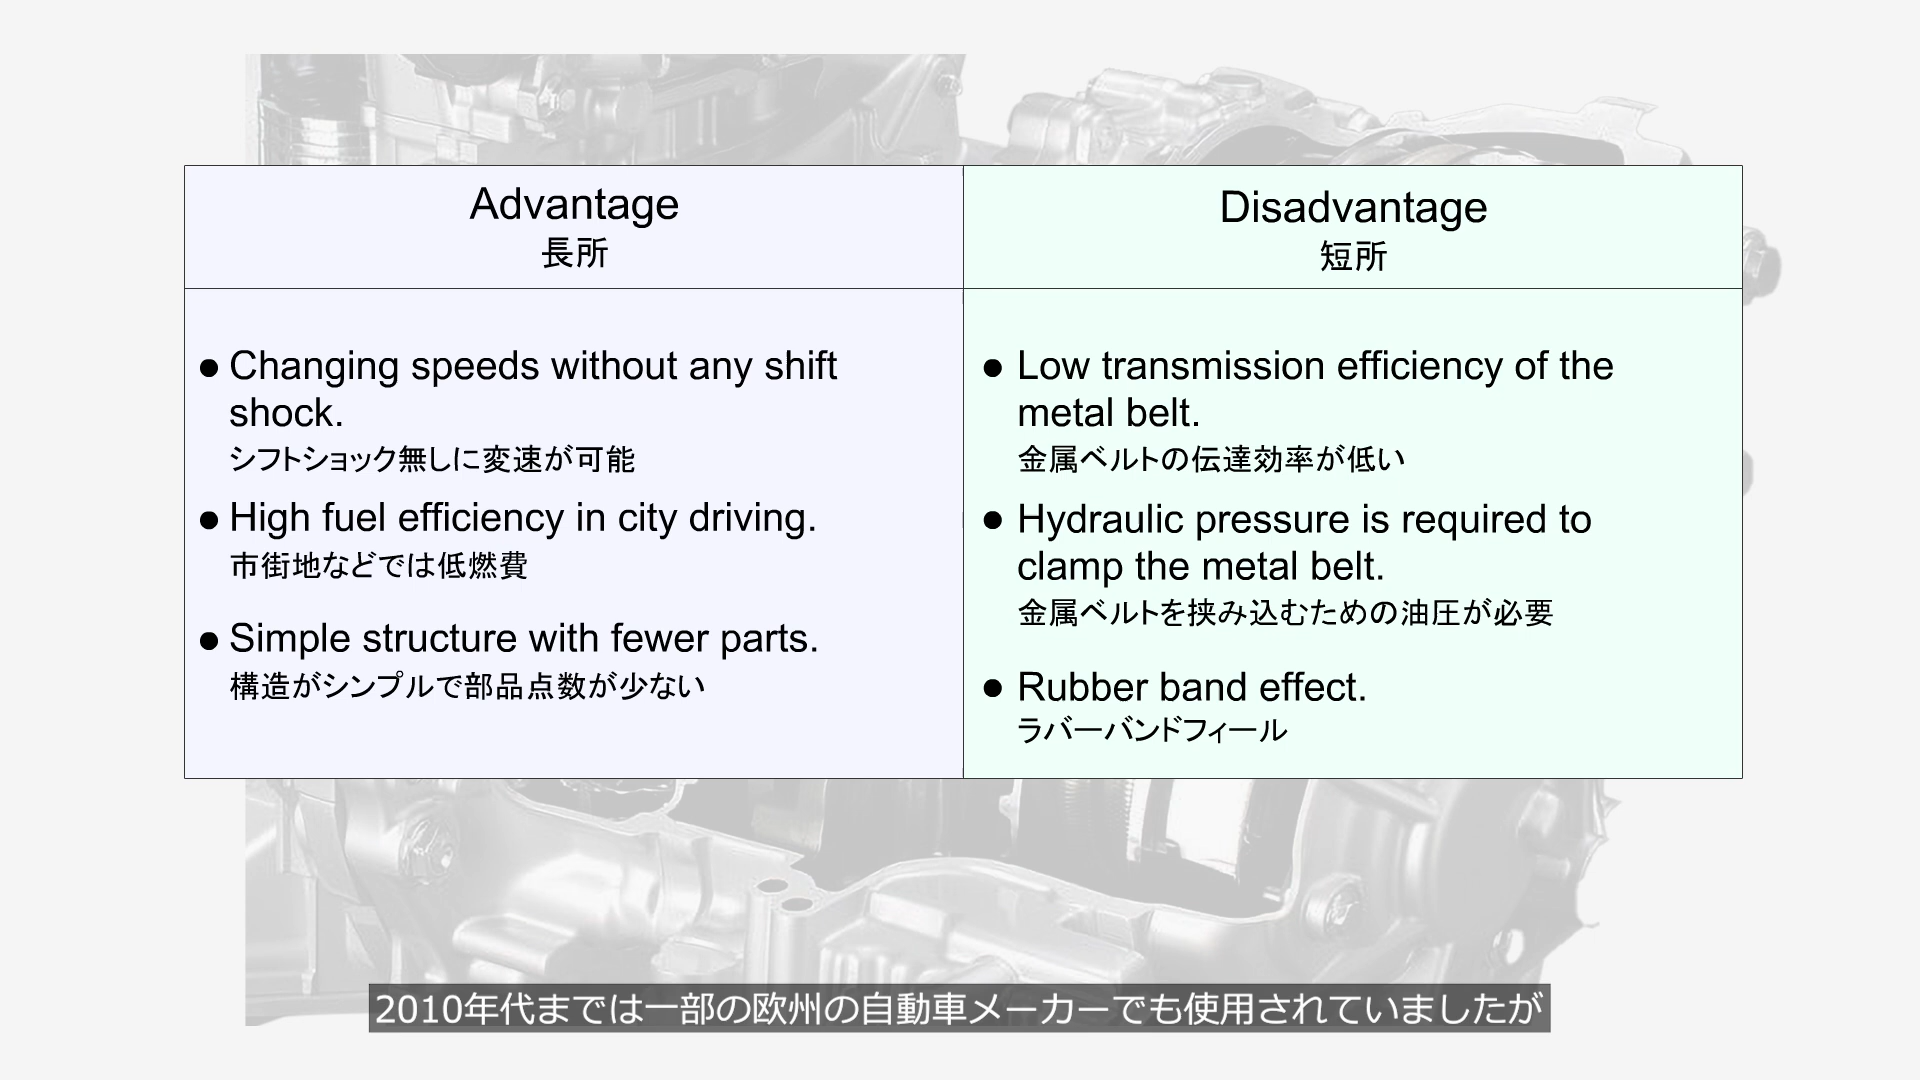 Advantage
長所
Disadvantage
短所
● Changing speeds without any shift
shock.
シフトショック無しに変速が可能
● High fuel efficiency in city driving.
市街地などでは低燃費
● Simple structure with fewer parts.
構造がシンプルで部品点数が少ない
● Low transmission efficiency of the
metal belt.
金属ベルトの伝達効率が低い
● Hydraulic pressure is required to
clamp the metal belt.
金属ベルトを挟み込むための油圧が必要
● Rubber band effect.
ラバーバンドフィール
2010年代までは一部の欧州の自動車メーカーでも使用されていましたが